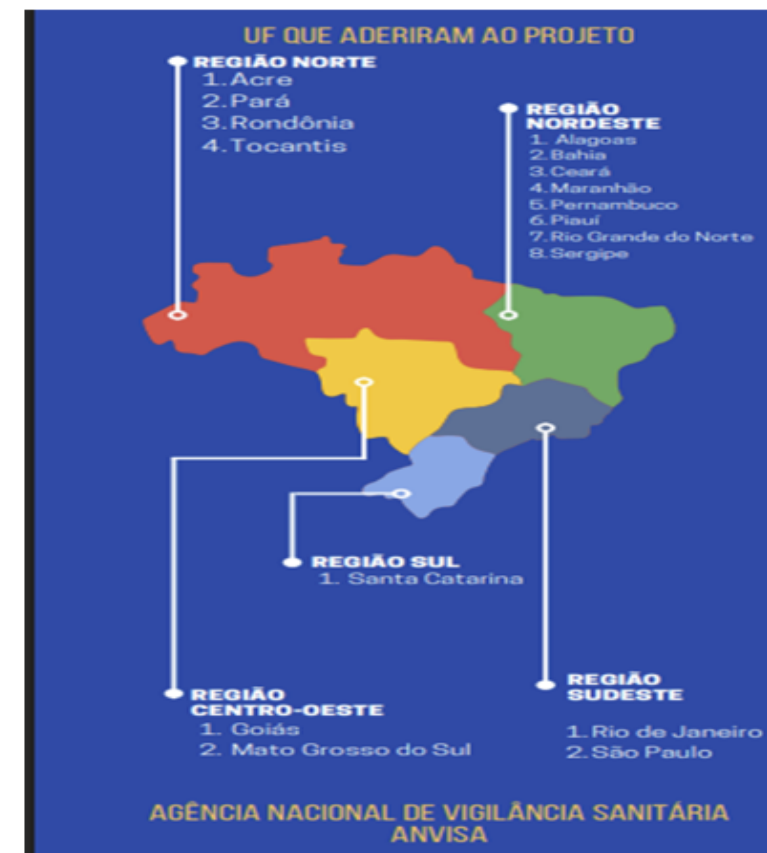 UF QUE ADERIRAM AO PROJETO
REGIÃO NORTE
1. Acre
2. Pará
3. Rondônia
4. Tocantis
REGIÃO
NORDESTE
1. Alagoas
2. Bahia
3. Ceará
4. Maranhão
5. Pernambuco
6. Piauí
7. Rio Grande do Norte
8. Sergipe
REGIÃO SUL
1. Santa Catarina
REGIÃO
CENTRO-OESTE
1. Goiás
2. Mato Grosso do Sul
REGIÃO
SUDESTE
1. Rio de Janeiro
2. São Paulo
AGÊNCIA NACIONAL DE VIGILÂNCIA SANITÁRIA
ANVISA